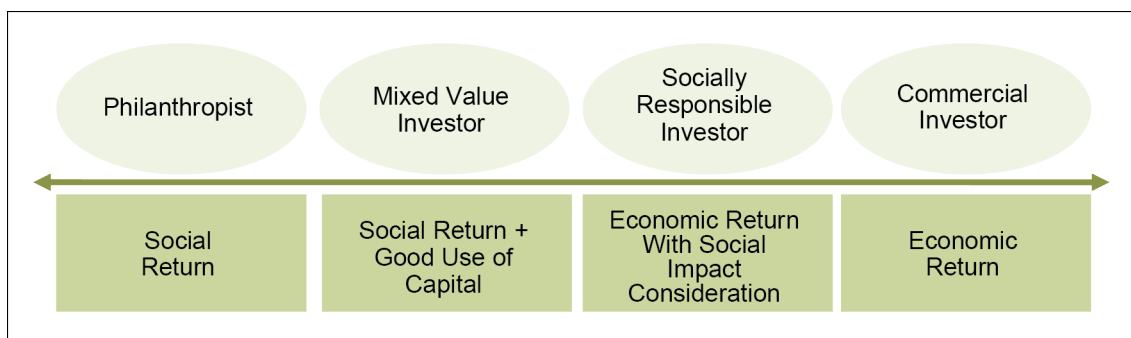 Philanthropist
Mixed Value
Investor
Socially
Responsible
Investor
Commercial
Investor
Social
Return
Social Return +
Good Use of
Capital
Economic Return
With Social
Impact
Consideration
Economic
Return